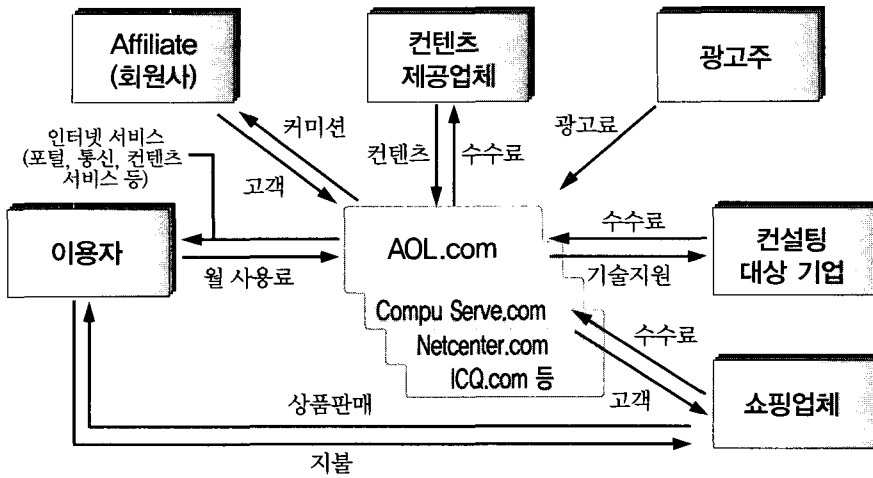 Affiliate
(회원사)
컨텐츠
제공업체
광고주
인터넷 서비스
(포털, 통신, 컨텐츠
서비스 등)
커미션
고객
컨텐츠
수수료
광고료
이용자
월 사용료
AOL.com
Compu Serve.com
Netcenter.com
ICQ.com 등
수수료
기술지원
컨설팅
대상 기업
수수료
고객
쇼핑업체
상품판매
지불